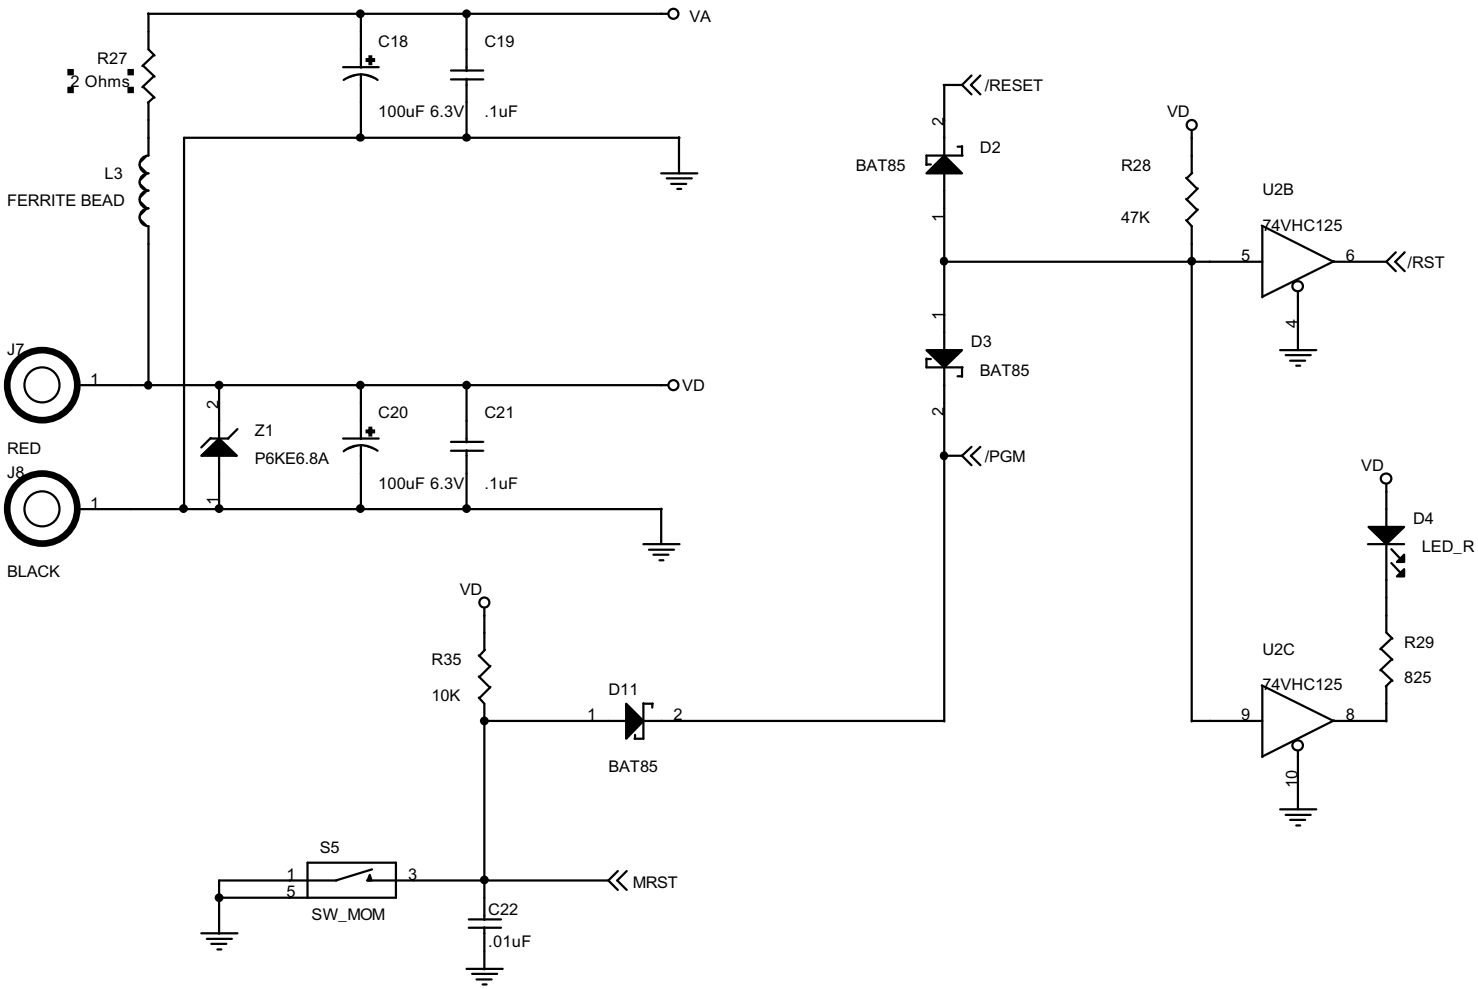 VA
R27
2 Ohms
C18
100uF 6.3V
C19
.1uF
L3
FERRITE BEAD
J7
1
RED
J8
1
BLACK
2
Z1
P6KE6.8A
1
C20
100uF 6.3V
C21
.1uF
VD
/RESET
2
D2
BAT85
1
1
D3
BAT85
2
/PGM
VD
R28
47K
U2B
74VHC125
5
6
/RST
4
VD
D4
LED_R
R29
825
U2C
74VHC125
9
8
10
VD
R35
10K
D11
1
2
BAT85
S5
1
5
3
SW_MOM
MRST
C22
.01uF